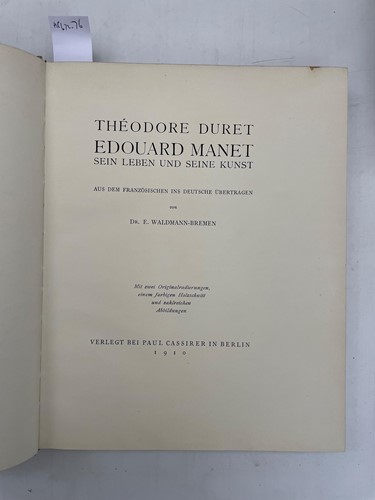 THÉODORE DURET
EDOUARD MANET
SEIN LEBEN UND SEINE KUNST
AUS DEM FRANZÖSISCHEN INS DEUTSCHE ÜBERTRAGEN
VON
DR. E. WALDMANN-BREMEN
Mit zwei Originalradierungen,
einem farbigen Holzschnitt
und zahlreichen
Abbildungen
VERLEGT BEI PAUL CASSIRER IN BERLIN
1910